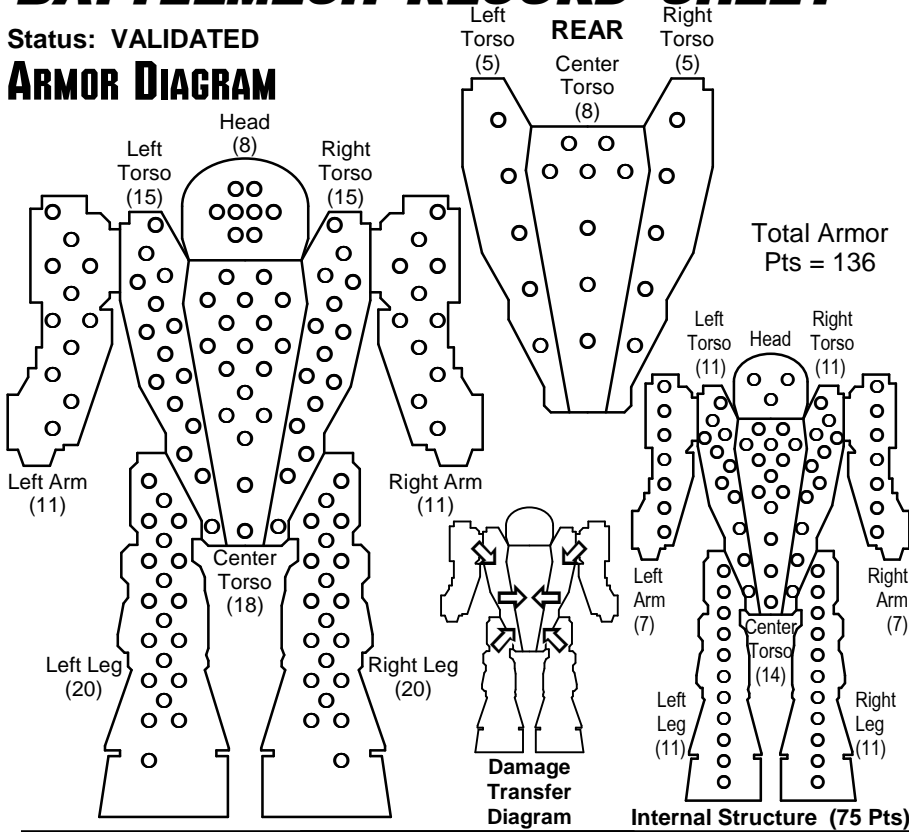 BATTLEMECH RECORD SHEET
Status: VALIDATED
ARMOR DIAGRAM
Head
(8)
Left
Torso
(15)
Right
Torso
(15)
Left Arm
(11)
Right Arm
(11)
Center
Torso
(18)
Left Leg
(20)
Right Leg
(20)
REAR
Left
Torso
(5)
Center
Torso
(8)
Right
Torso
(5)
Total Armor
Pts = 136
Left
Torso
(11)
Head
Right
Torso
(11)
Left
Arm
(7)
Right
Arm
(7)
Center
Torso
(14)
Left
Leg
(11)
Right
Leg
(11)
Damage
Transfer
Diagram
Internal Structure (75 Pts)